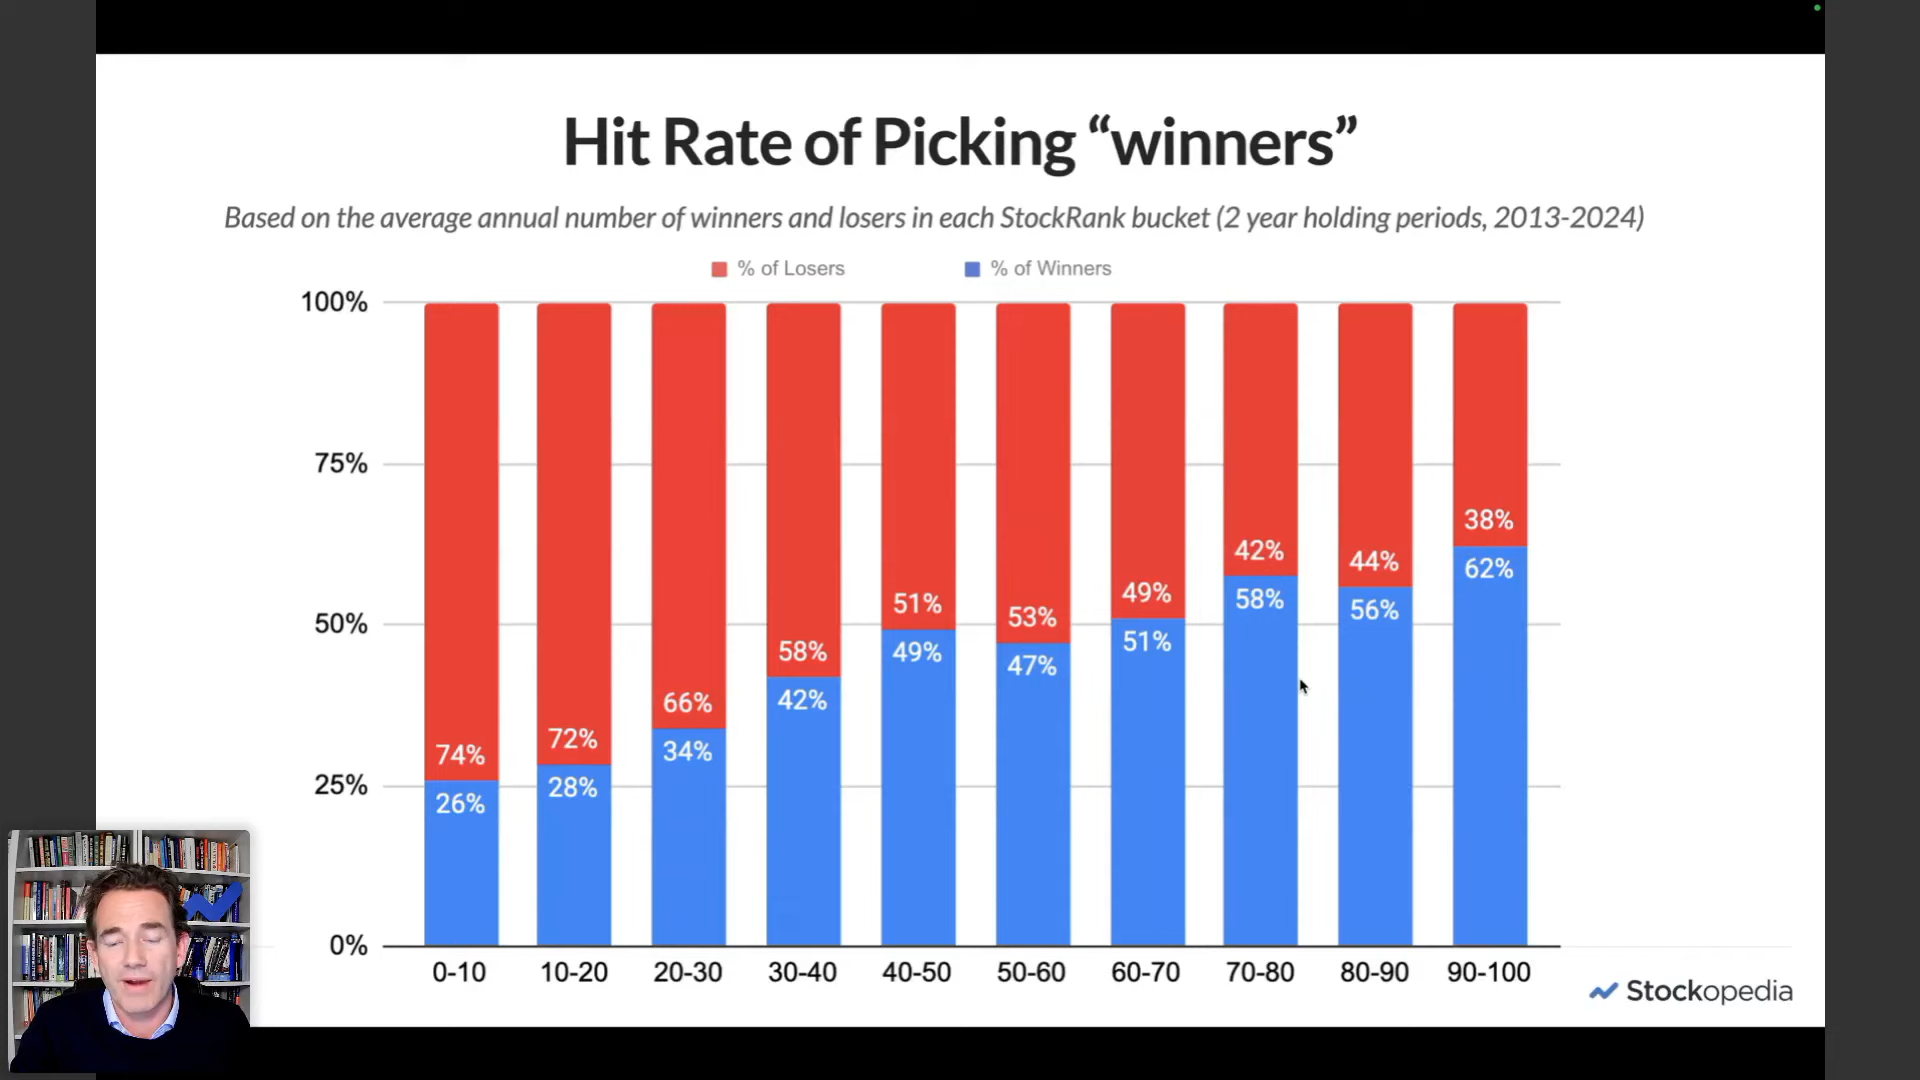 Hit Rate of Picking “winners”
Based on the average annual number of winners and losers in each StockRank bucket (2 year holding periods, 2013-2024)
% of Losers % of Winners
100%
75%
50%
25%
0%
74% 72% 66% 58% 51% 53% 49% 42% 44% 38%
26% 28% 34% 42% 49% 47% 51% 58% 56% 62%
0-10 10-20 20-30 30-40 40-50 50-60 60-70 70-80 80-90 90-100
Stockopedia